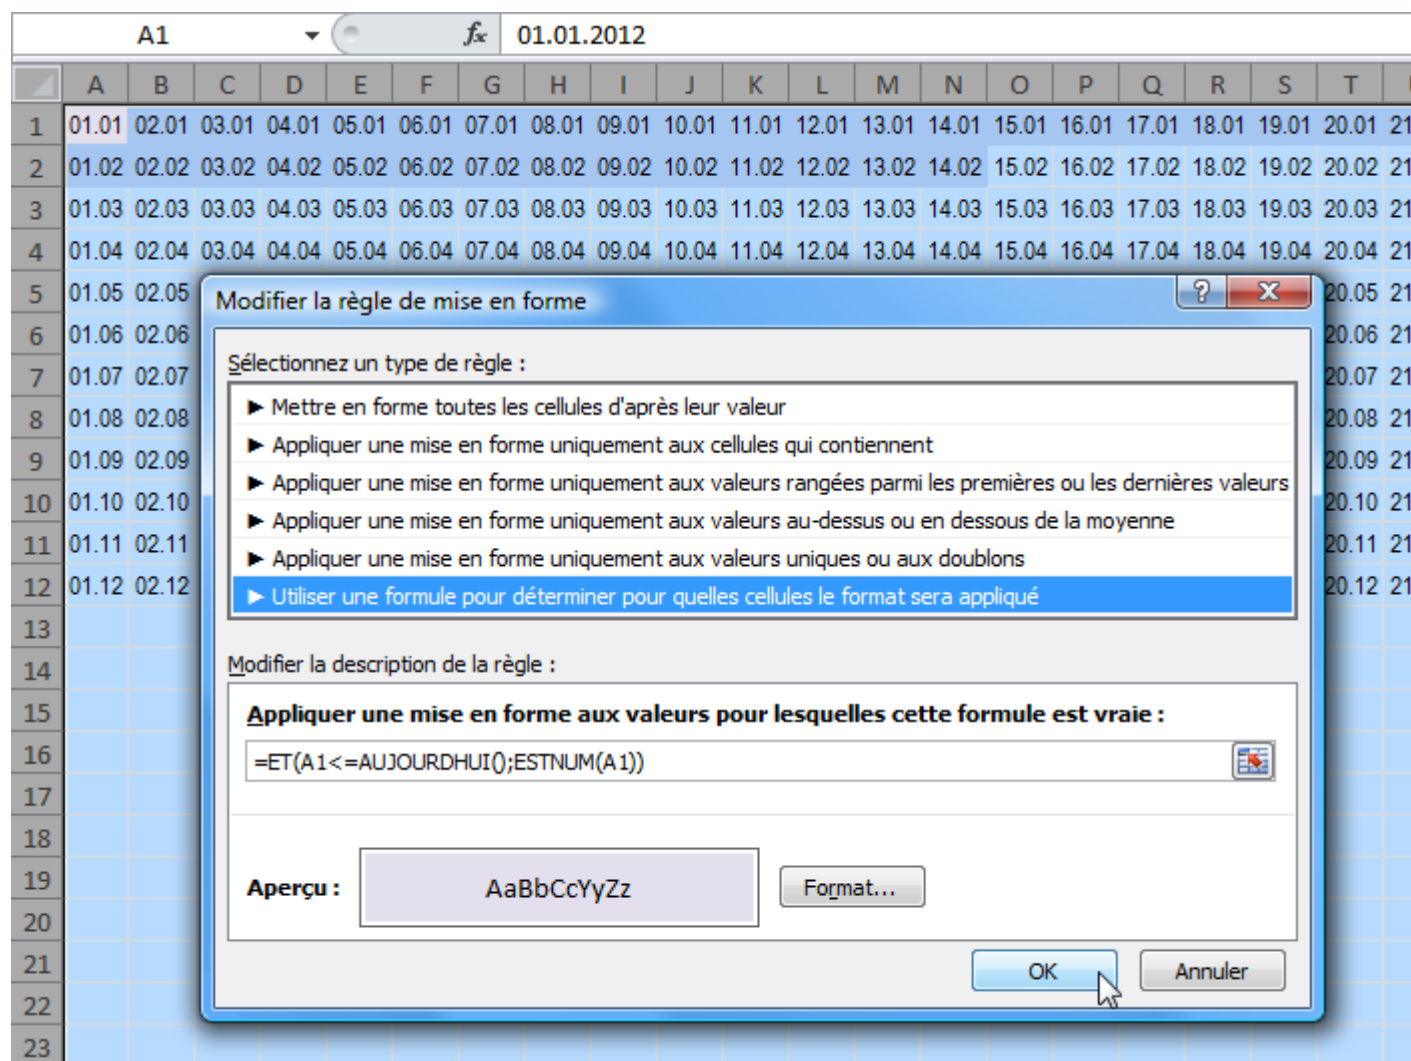 A1 fx 01.01.2012
A B C D E F G H I J K L M N O P Q R S T
1 01.01 02.01 03.01 04.01 05.01 06.01 07.01 08.01 09.01 10.01 11.01 12.01 13.01 14.01 15.01 16.01 17.01 18.01 19.01 20.01 21
2 01.02 02.02 03.02 04.02 05.02 06.02 07.02 08.02 09.02 10.02 11.02 12.02 13.02 14.02 15.02 16.02 17.02 18.02 19.02 20.02 21
3 01.03 02.03 03.03 04.03 05.03 06.03 07.03 08.03 09.03 10.03 11.03 12.03 13.03 14.03 15.03 16.03 17.03 18.03 19.03 20.03 21
4 01.04 02.04 03.04 04.04 05.04 06.04 07.04 08.04 09.04 10.04 11.04 12.04 13.04 14.04 15.04 16.04 17.04 18.04 19.04 20.04 21
5 01.05 02.05 20.05 21
6 01.06 02.06 20.06 21
7 01.07 02.07 20.07 21
8 01.08 02.08 20.08 21
9 01.09 02.09 20.09 21
10 01.10 02.10 20.10 21
11 01.11 02.11 20.11 21
12 01.12 02.12 20.12 21
13
14
15
16
17
18
19
20
21
22
23
Modifier la règle de mise en forme
Sélectionnez un type de règle :
► Mettre en forme toutes les cellules d'après leur valeur
► Appliquer une mise en forme uniquement aux cellules qui contiennent
► Appliquer une mise en forme uniquement aux valeurs rangées parmi les premières ou les dernières valeurs
► Appliquer une mise en forme uniquement aux valeurs au-dessus ou en dessous de la moyenne
► Appliquer une mise en forme uniquement aux valeurs uniques ou aux doublons
► Utiliser une formule pour déterminer pour quelles cellules le format sera appliqué
Modifier la description de la règle :
Appliquer une mise en forme aux valeurs pour lesquelles cette formule est vraie :
=ET(A1<=AUJOURDHUI();ESTNUM(A1))
Aperçu : AaBbCcYyZz Format...
OK Annuler